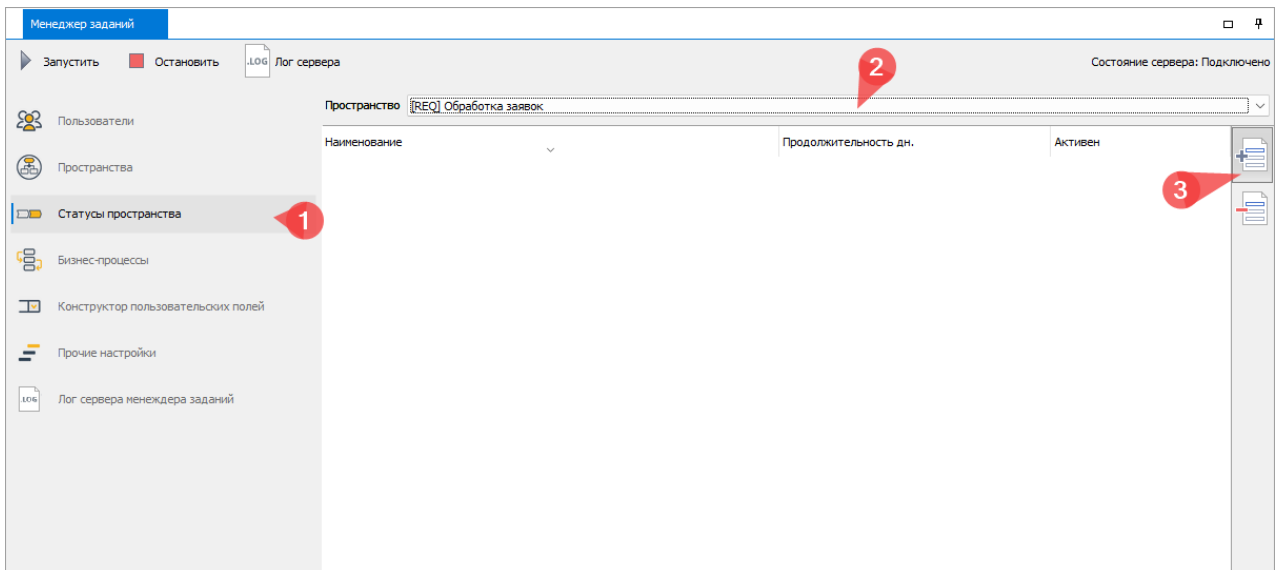 Менеджер заданий
Запустить Остановить .LOG Лог сервера Состояние сервера: Подключено
2
Пространство [REQ] Обработка заявок
Пользователи
Наименование Продолжительность дн. Активен
Пространства
3
Статусы пространства
1
Бизнес-процессы
Конструктор пользовательских полей
Прочие настройки
.LOG Лог сервера менеждера заданий